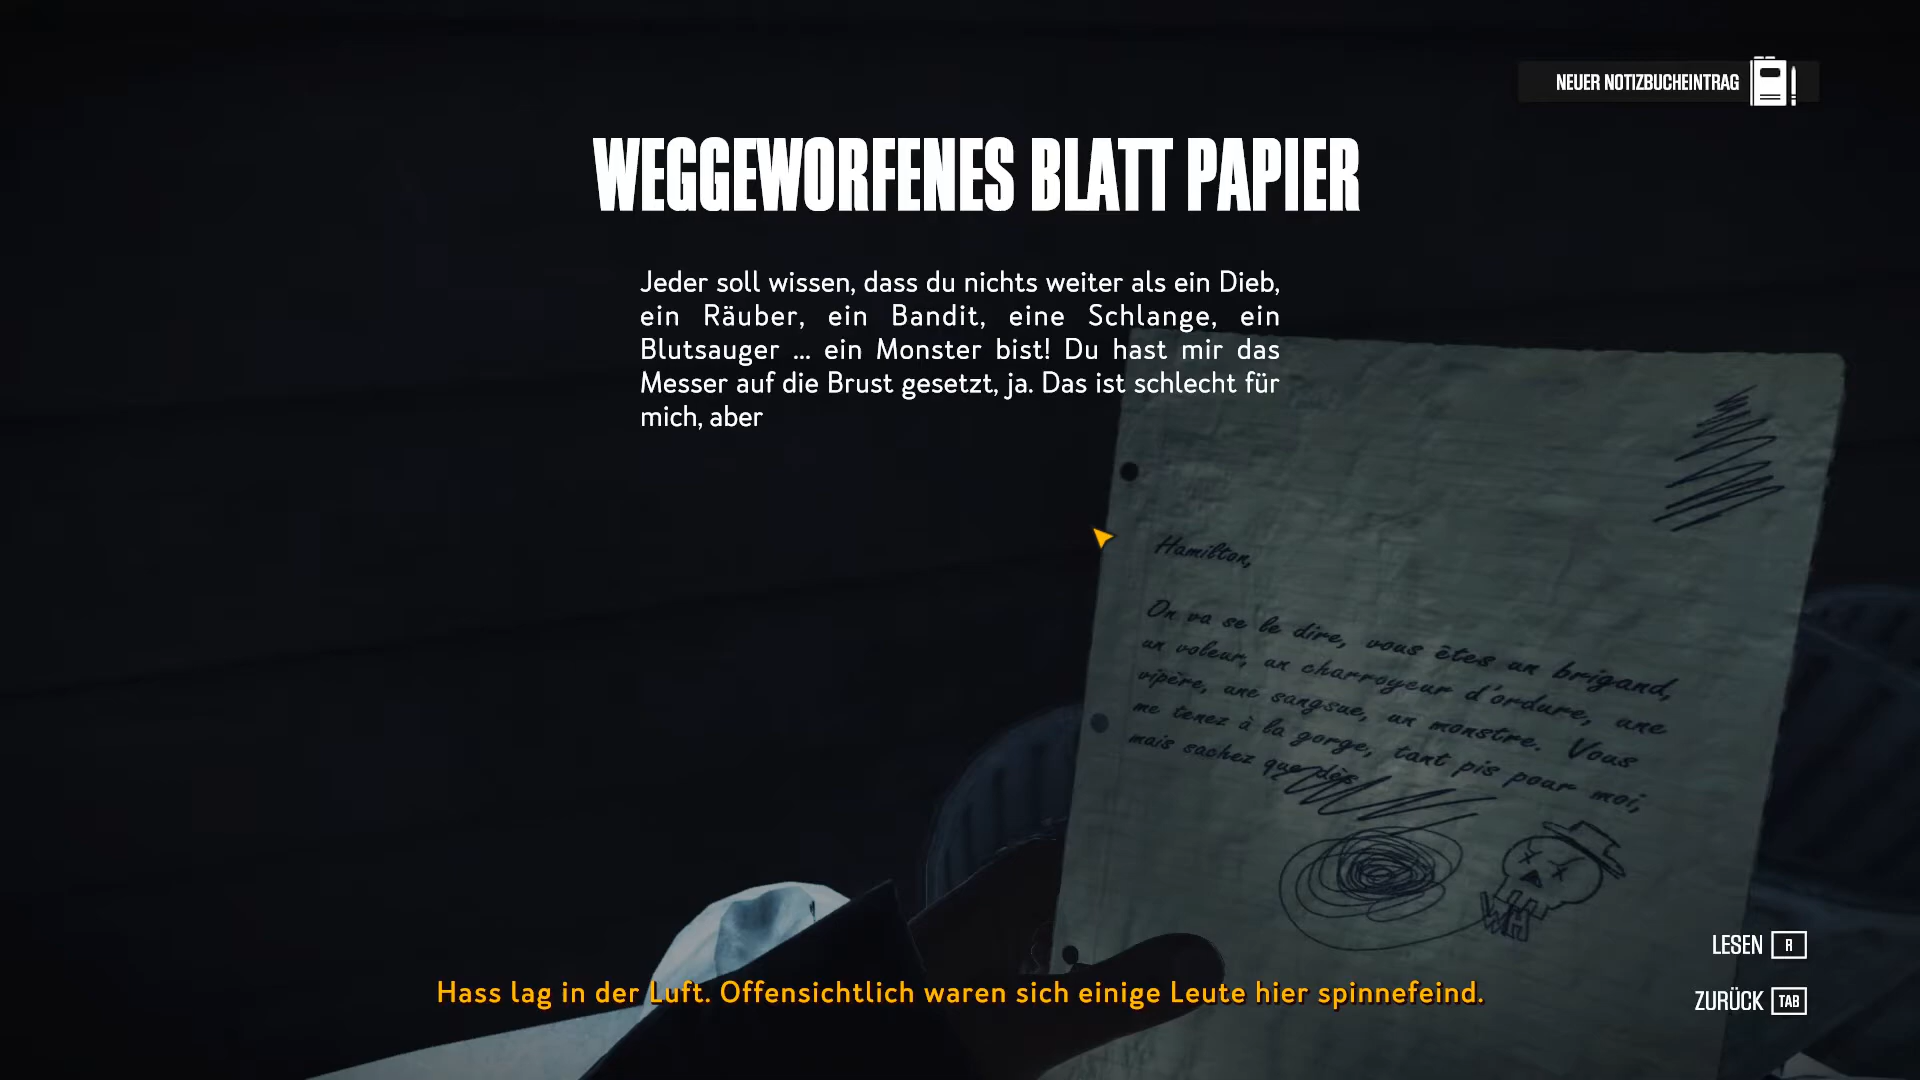 NEUER NOTIZBUCHEINTRAG
WEGGEWORFENES BLATT PAPIER
Jeder soll wissen, dass du nichts weiter als ein Dieb,
ein Räuber, ein Bandit, eine Schlange, ein
Blutsauger ... ein Monster bist! Du hast mir das
Messer auf die Brust gesetzt, ja. Das ist schlecht für
mich, aber
Hamilton,
On va se le dire, vous êtes un brigand,
un voleur, un charroyeur d'ordure, une
vipère, une sangsue, un monstre. Vous
me tenez à la gorge, tant pis pour moi,
mais sachez que dès
WH
LESEN R
Hass lag in der Luft. Offensichtlich waren sich einige Leute hier spinnefeind.
ZURÜCK TAB